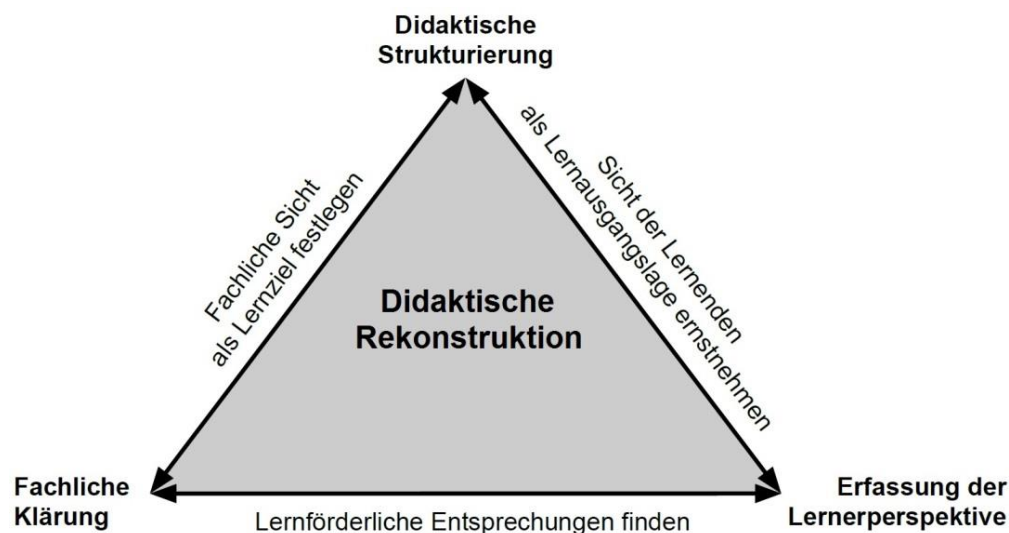 Didaktische
Strukturierung
Fachliche Sicht
als Lernziel festlegen
Sicht der Lernenden
als Lernausgangslage ernstnehmen
Didaktische
Rekonstruktion
Fachliche
Klärung
Lernförderliche Entsprechungen finden
Erfassung der
Lernerperspektive